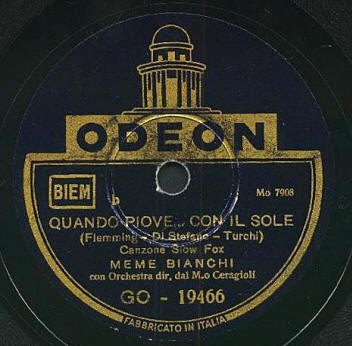 ODEON
BIEM
b
Mo 7908
QUANDO PIOVE... CON IL SOLE
(Flemming - Di Stefano - Turchi)
Canzone Slow Fox
MEME BIANCHI
con Orchestra dir, dal M.o Ceragioli
GO - 19466
FABBRICATO IN ITALIA